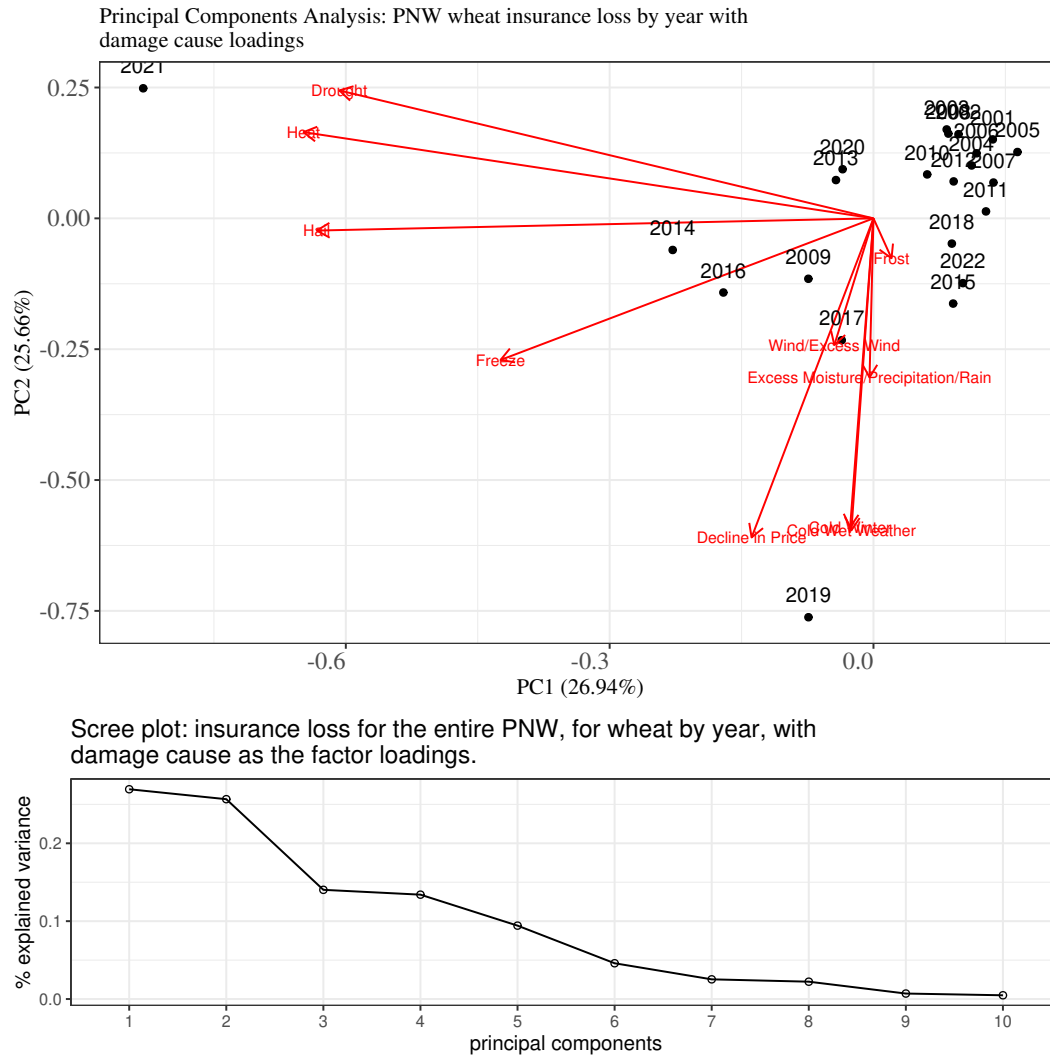 Principal Components Analysis: PNW wheat insurance loss by year with
damage cause loadings
2021
0.25
Drought
Heat
2001
2005
2006
2004
2010
2012
2007
2020
2013
2011
0.00
Hail
2014
2018
Frost
2016
2009
2022
2015
2017
-0.25
Wind/Excess Wind
Freeze
Excess Moisture/Precipitation/Rain
-0.50
Cold Winter
Cold Wet Weather
Decline in Price
2019
-0.75
PC2 (25.66%)
-0.6
-0.3
0.0
PC1 (26.94%)
Scree plot: insurance loss for the entire PNW, for wheat by year, with
damage cause as the factor loadings.
% explained variance
0.2
0.1
0.0
1 2 3 4 5 6 7 8 9 10
principal components